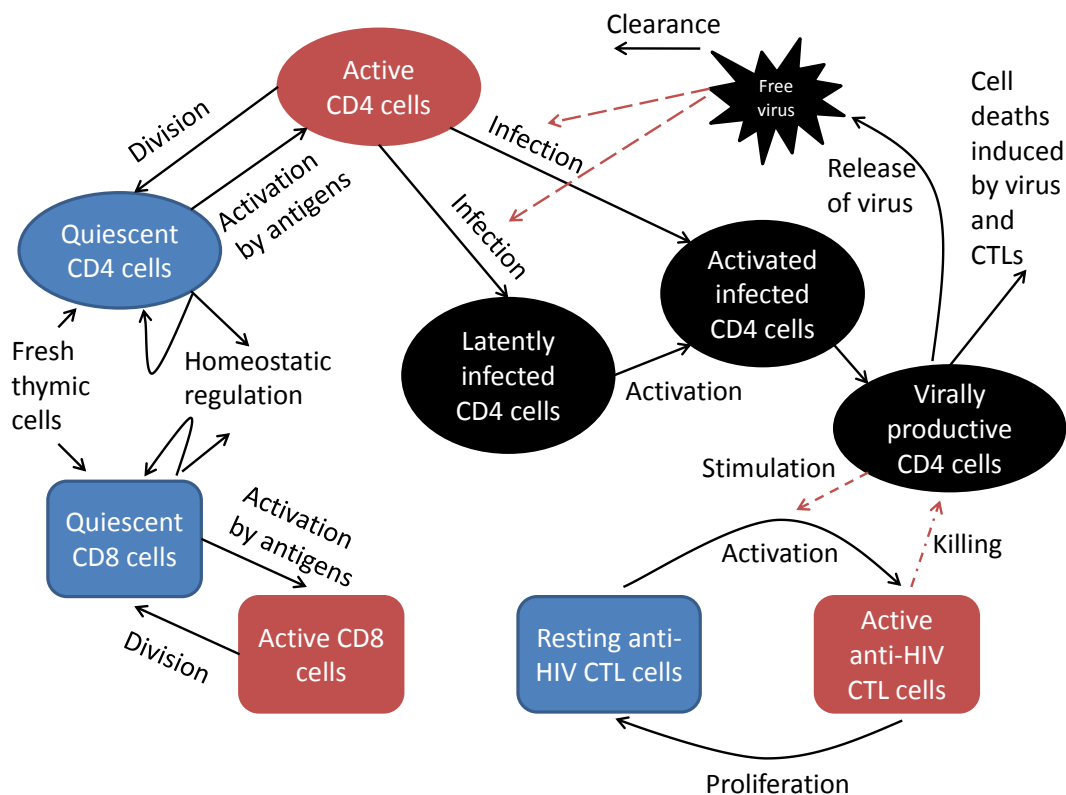 Clearance
Active
CD4 cells
Free
virus
Cell
deaths
induced
by virus
and
CTLs
Division
Infection
Activation
by antigens
Release
of virus
Infection
Quiescent
CD4 cells
Activated
infected
CD4 cells
Latently
infected
CD4 cells
Fresh
thymic
cells
Homeostatic
regulation
Activation
Virally
productive
CD4 cells
Stimulation
Quiescent
CD8 cells
Activation
by antigens
Activation
Killing
Division
Active CD8
cells
Resting anti-
HIV CTL cells
Active
anti-HIV
CTL cells
Proliferation